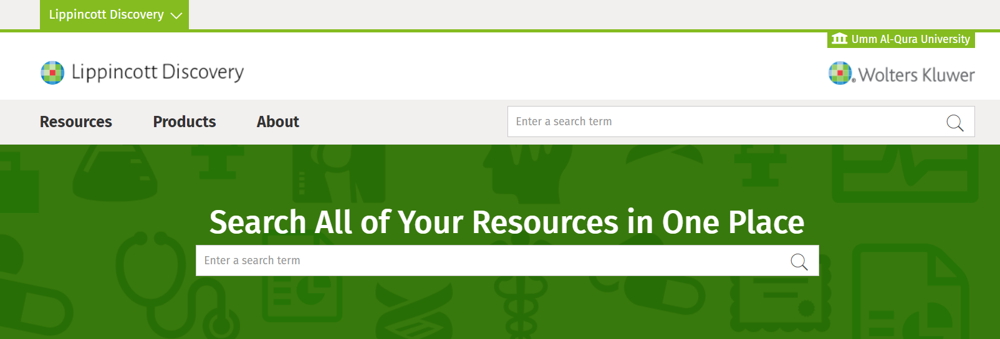 Lippincott Discovery
Umm Al-Qura University
Lippincott Discovery
® Wolters Kluwer
Resources Products About
Enter a search term
Search All of Your Resources in One Place
Enter a search term